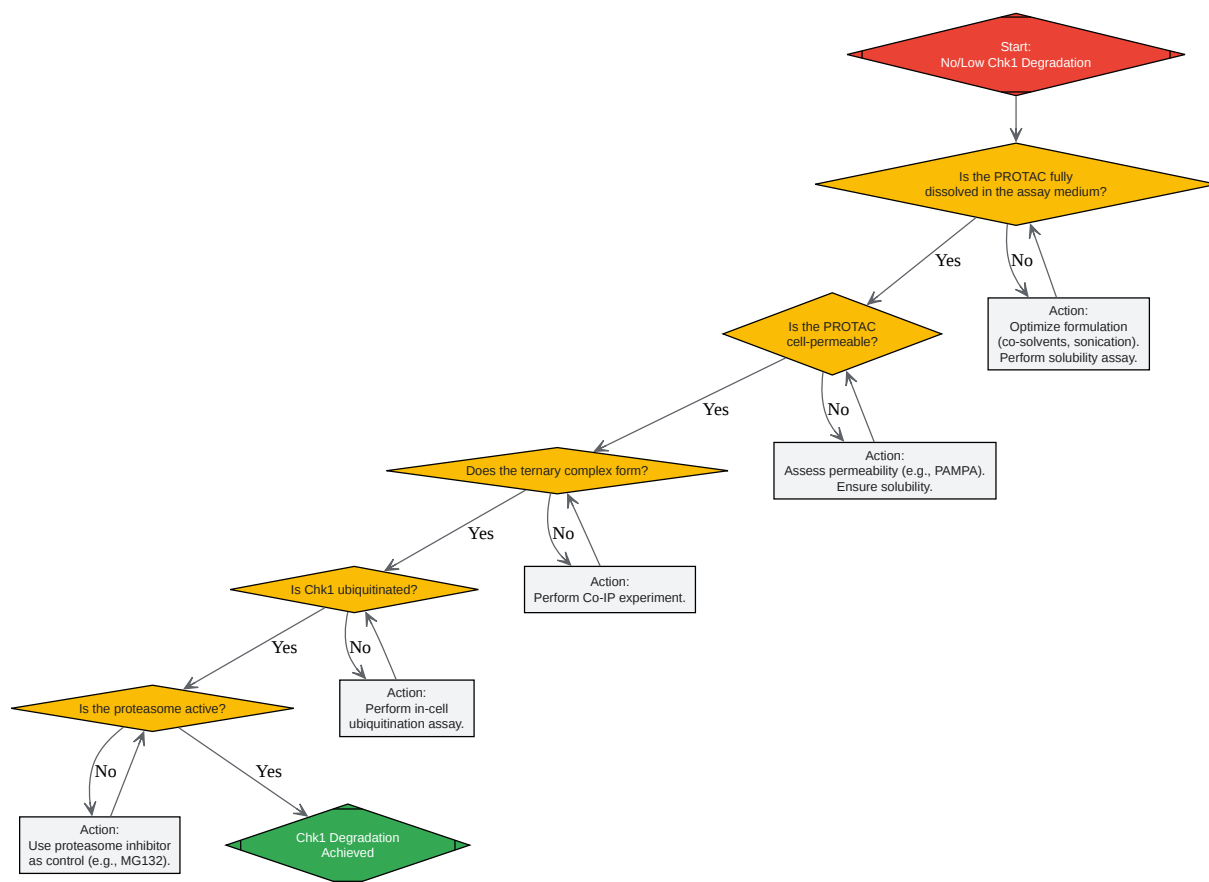 Start:
No/Low Chk1 Degradation
Is the PROTAC fully
dissolved in the assay medium?
Yes
No
Action:
Optimize formulation
(co-solvents, sonication).
Perform solubility assay.
Is the PROTAC
cell-permeable?
Yes
No
Action:
Assess permeability (e.g., PAMPA).
Ensure solubility.
Does the ternary complex form?
Yes
No
Action:
Perform Co-IP experiment.
Is Chk1 ubiquitinated?
Yes
No
Action:
Perform in-cell
ubiquitination assay.
Is the proteasome active?
No
Yes
Action:
Use proteasome inhibitor
as control (e.g., MG132).
Chk1 Degradation
Achieved